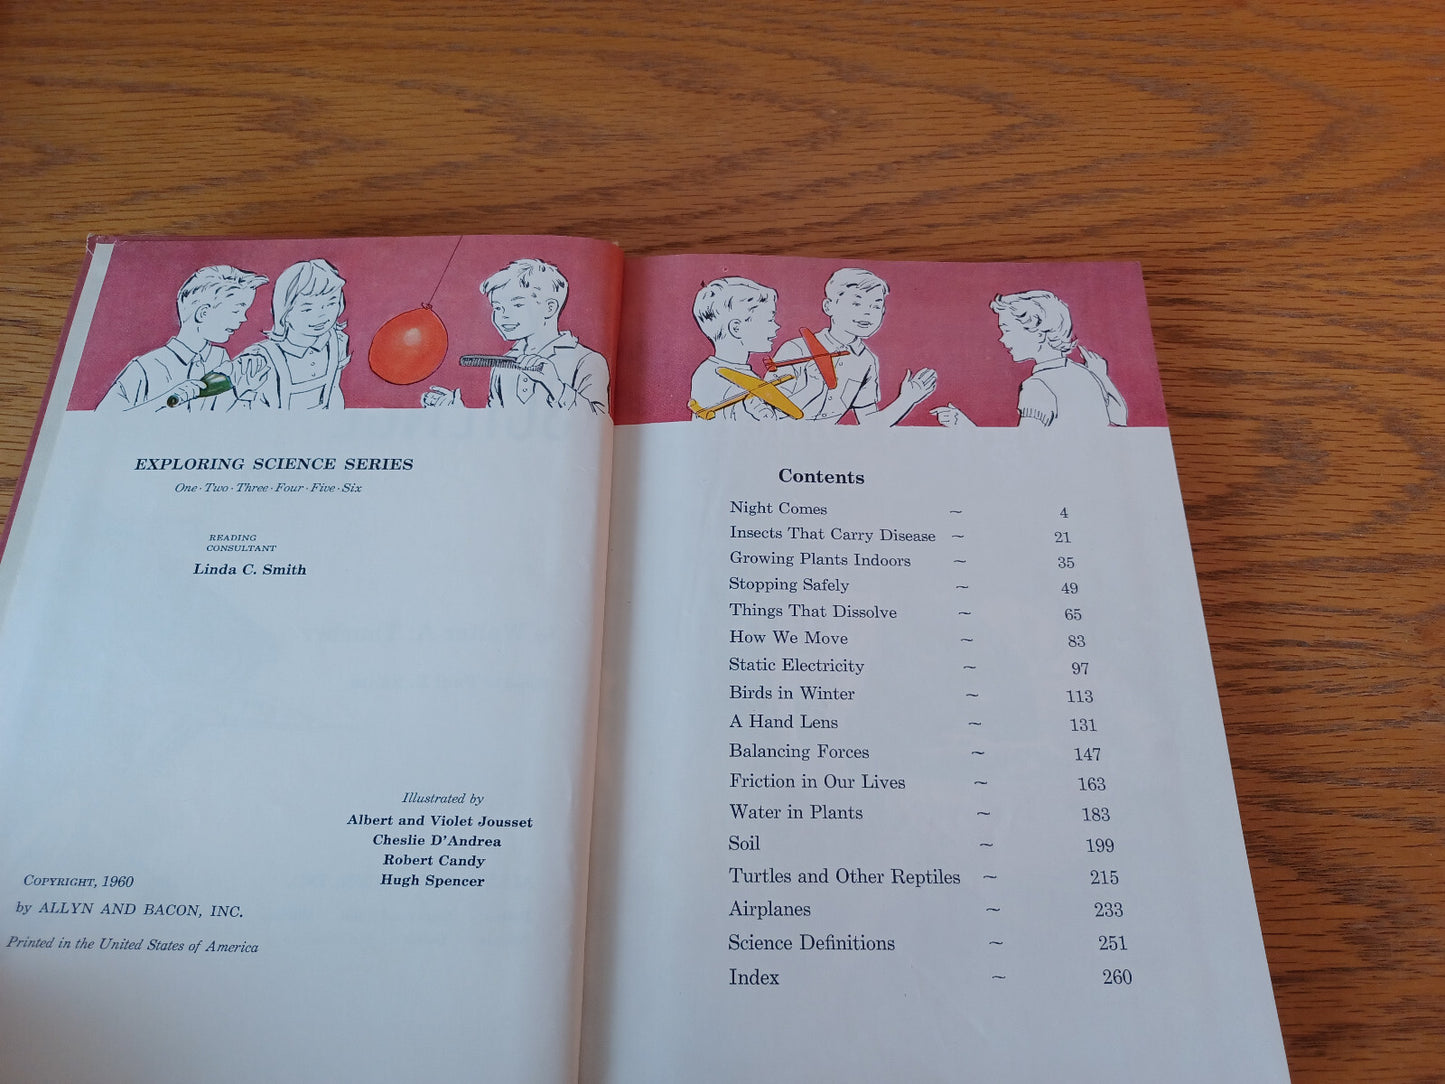 EXPLORING SCIENCE SERIES
One · Two · Three · Four · Five · Six
READING
CONSULTANT
Linda C. Smith
Illustrated by
Albert and Violet Jousset
Cheslie D'Andrea
Robert Candy
Hugh Spencer
COPYRIGHT, 1960
by ALLYN AND BACON, INC.
Printed in the United States of America
Contents
Night Comes ~ 4
Insects That Carry Disease ~ 21
Growing Plants Indoors ~ 35
Stopping Safely ~ 49
Things That Dissolve ~ 65
How We Move ~ 83
Static Electricity ~ 97
Birds in Winter ~ 113
A Hand Lens ~ 131
Balancing Forces ~ 147
Friction in Our Lives ~ 163
Water in Plants ~ 183
Soil ~ 199
Turtles and Other Reptiles ~ 215
Airplanes ~ 233
Science Definitions ~ 251
Index ~ 260